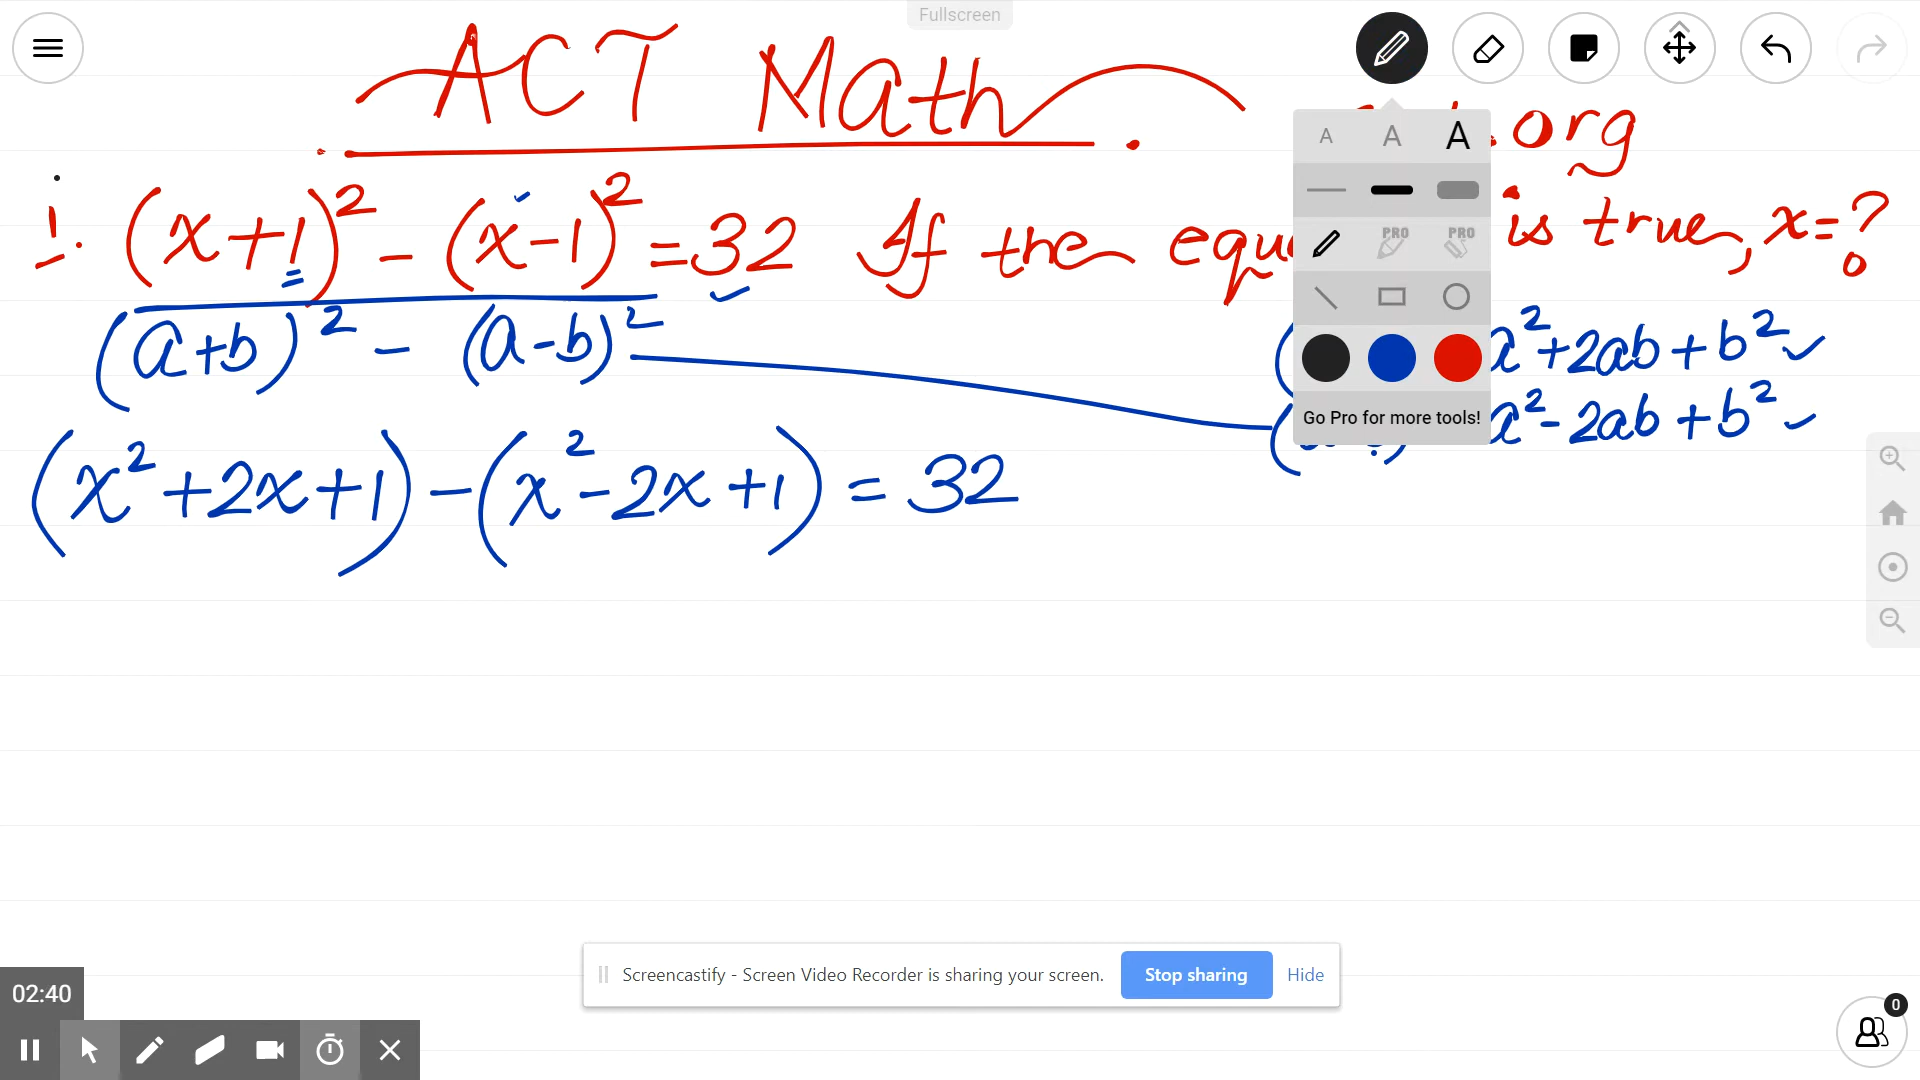 Fullscreen
ACT Math
.org
1. (x+1)² - (x-1)² = 32 If the equ is true, x=?
(a+b)² - (a-b)²
a²+2ab+b²
a²-2ab+b²
(x²+2x+1) - (x²-2x+1) = 32
A A A
PRO PRO
Go Pro for more tools!
Screencastify - Screen Video Recorder is sharing your screen. Stop sharing Hide
02:40
0